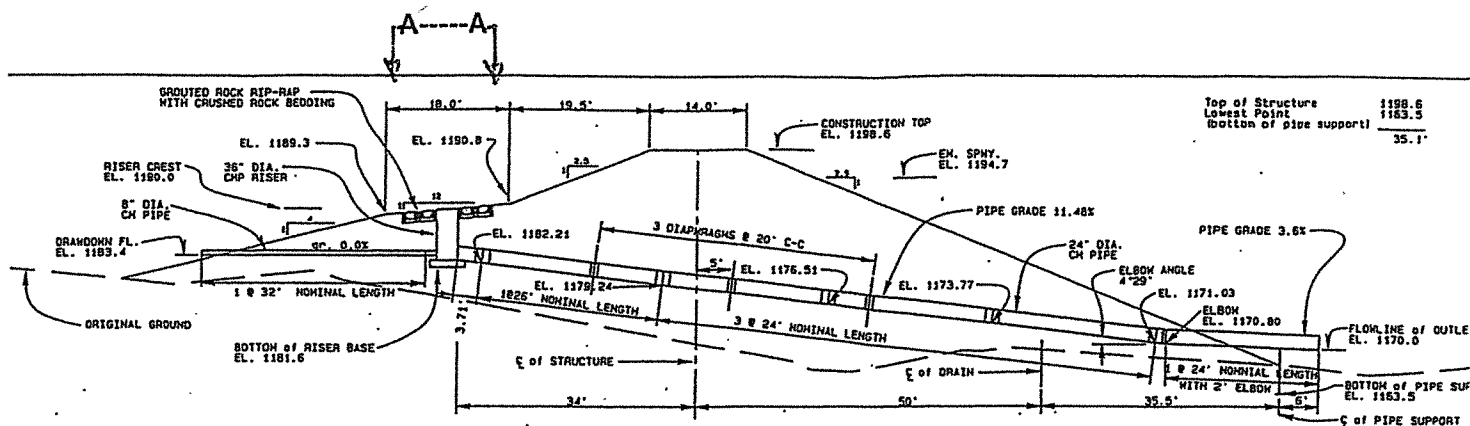 A-----A
GROUTED ROCK RIP-RAP
WITH CRUSHED ROCK BEDDING
18.0'
19.5'
14.0'
CONSTRUCTION TOP
EL. 1198.6
Top of Structure 1198.6
Lowest Point 1163.5
(bottom of pipe support)
35.1'
EM. SPWY.
EL. 1194.7
EL. 1189.3
EL. 1190.8
RISER CREST
EL. 1190.0
36" DIA.
CMP RISER
8" DIA.
CM PIPE
12
1
4
1
2.5
1
2.5
1
DRAWDOWN FL.
EL. 1183.4
gr. 0.0%
EL. 1182.21
3 DIAPHRAGMS @ 20' C-C
PIPE GRADE 11.48%
24" DIA.
CM PIPE
PIPE GRADE 3.6%
ELBOW ANGLE
4°29"
5'
EL. 1176.51
EL. 1179.24
EL. 1173.77
EL. 1171.03
ELBOW
EL. 1170.80
1 @ 32' NOMINAL LENGTH
1@26' NOMINAL LENGTH
3 @ 24' NOMINAL LENGTH
FLOWLINE of OUTLE
EL. 1170.0
ORIGINAL GROUND
3.71'
BOTTOM of RISER BASE
EL. 1181.6
℄ of STRUCTURE
℄ of DRAIN
1 @ 24' NOMNIAL LENGTH
WITH 2' ELBOW
BOTTOM of PIPE SUP
EL. 1163.5
34'
50'
35.5'
6'
℄ of PIPE SUPPORT